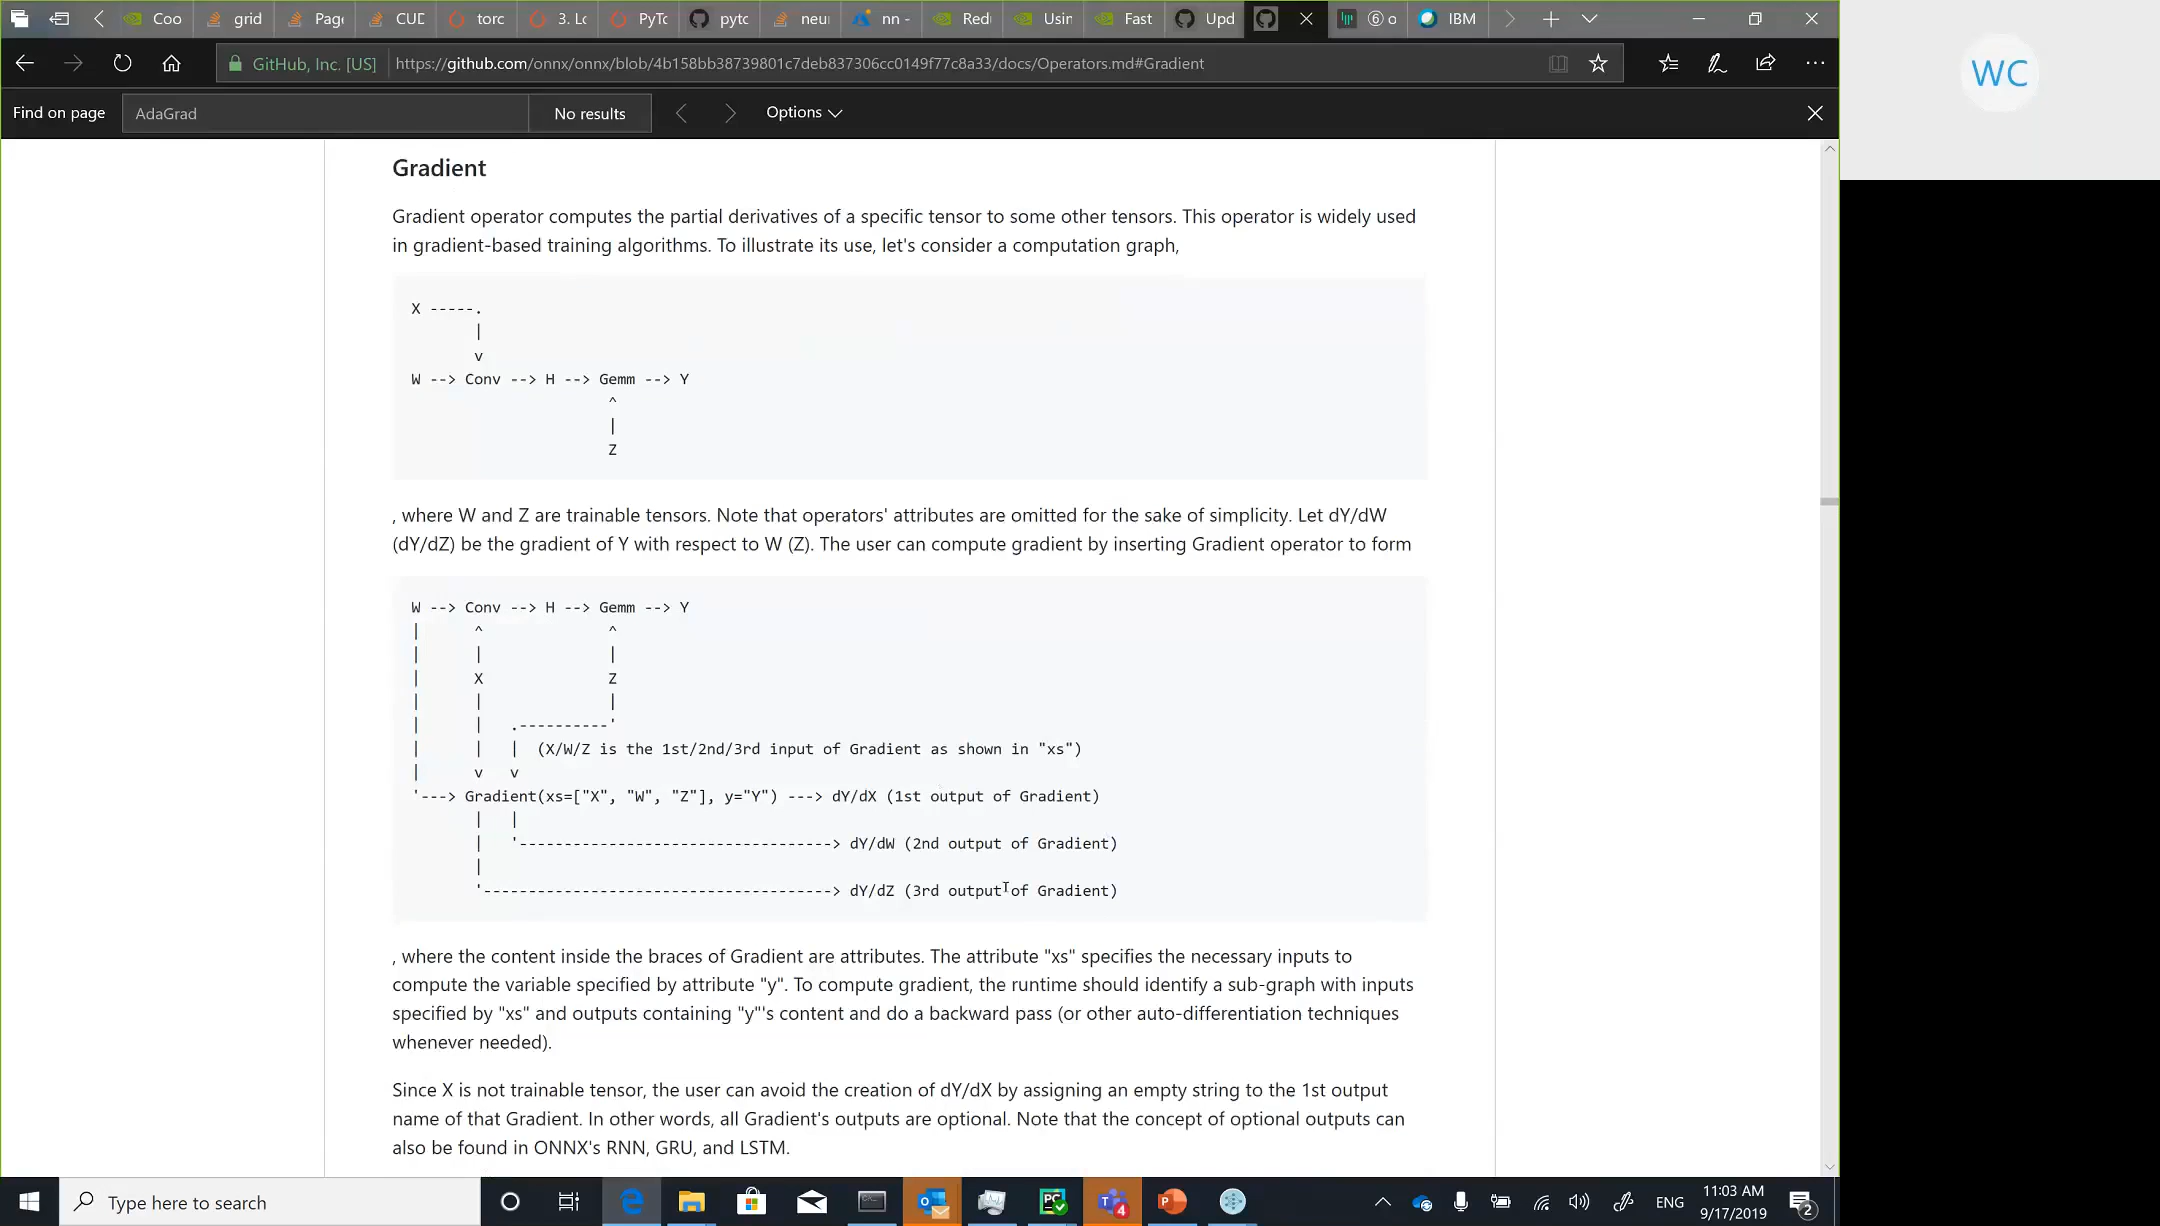 Coo grid Page CUD torc 3. Lo PyTo pytc neur nn - Red Usin Fast Upd ⑥ o IBM
GitHub, Inc. [US] https://github.com/onnx/onnx/blob/4b158bb38739801c7deb837306cc0149f77c8a33/docs/Operators.md#Gradient
WC
Find on page AdaGrad No results Options
Gradient
Gradient operator computes the partial derivatives of a specific tensor to some other tensors. This operator is widely used
in gradient-based training algorithms. To illustrate its use, let's consider a computation graph,
X -----.
|
v
W --> Conv --> H --> Gemm --> Y
^
|
Z
, where W and Z are trainable tensors. Note that operators' attributes are omitted for the sake of simplicity. Let dY/dW
(dY/dZ) be the gradient of Y with respect to W (Z). The user can compute gradient by inserting Gradient operator to form
W --> Conv --> H --> Gemm --> Y
| ^ ^
| | |
| X Z
| | |
| | .----------'
| | | (X/W/Z is the 1st/2nd/3rd input of Gradient as shown in "xs")
| v v
'---> Gradient(xs=["X", "W", "Z"], y="Y") ---> dY/dX (1st output of Gradient)
| |
| '-----------------------------------> dY/dW (2nd output of Gradient)
|
'---------------------------------------> dY/dZ (3rd output of Gradient)
, where the content inside the braces of Gradient are attributes. The attribute "xs" specifies the necessary inputs to
compute the variable specified by attribute "y". To compute gradient, the runtime should identify a sub-graph with inputs
specified by "xs" and outputs containing "y"'s content and do a backward pass (or other auto-differentiation techniques
whenever needed).
Since X is not trainable tensor, the user can avoid the creation of dY/dX by assigning an empty string to the 1st output
name of that Gradient. In other words, all Gradient's outputs are optional. Note that the concept of optional outputs can
also be found in ONNX's RNN, GRU, and LSTM.
Type here to search PC 4 P ENG 11:03 AM
9/17/2019 2